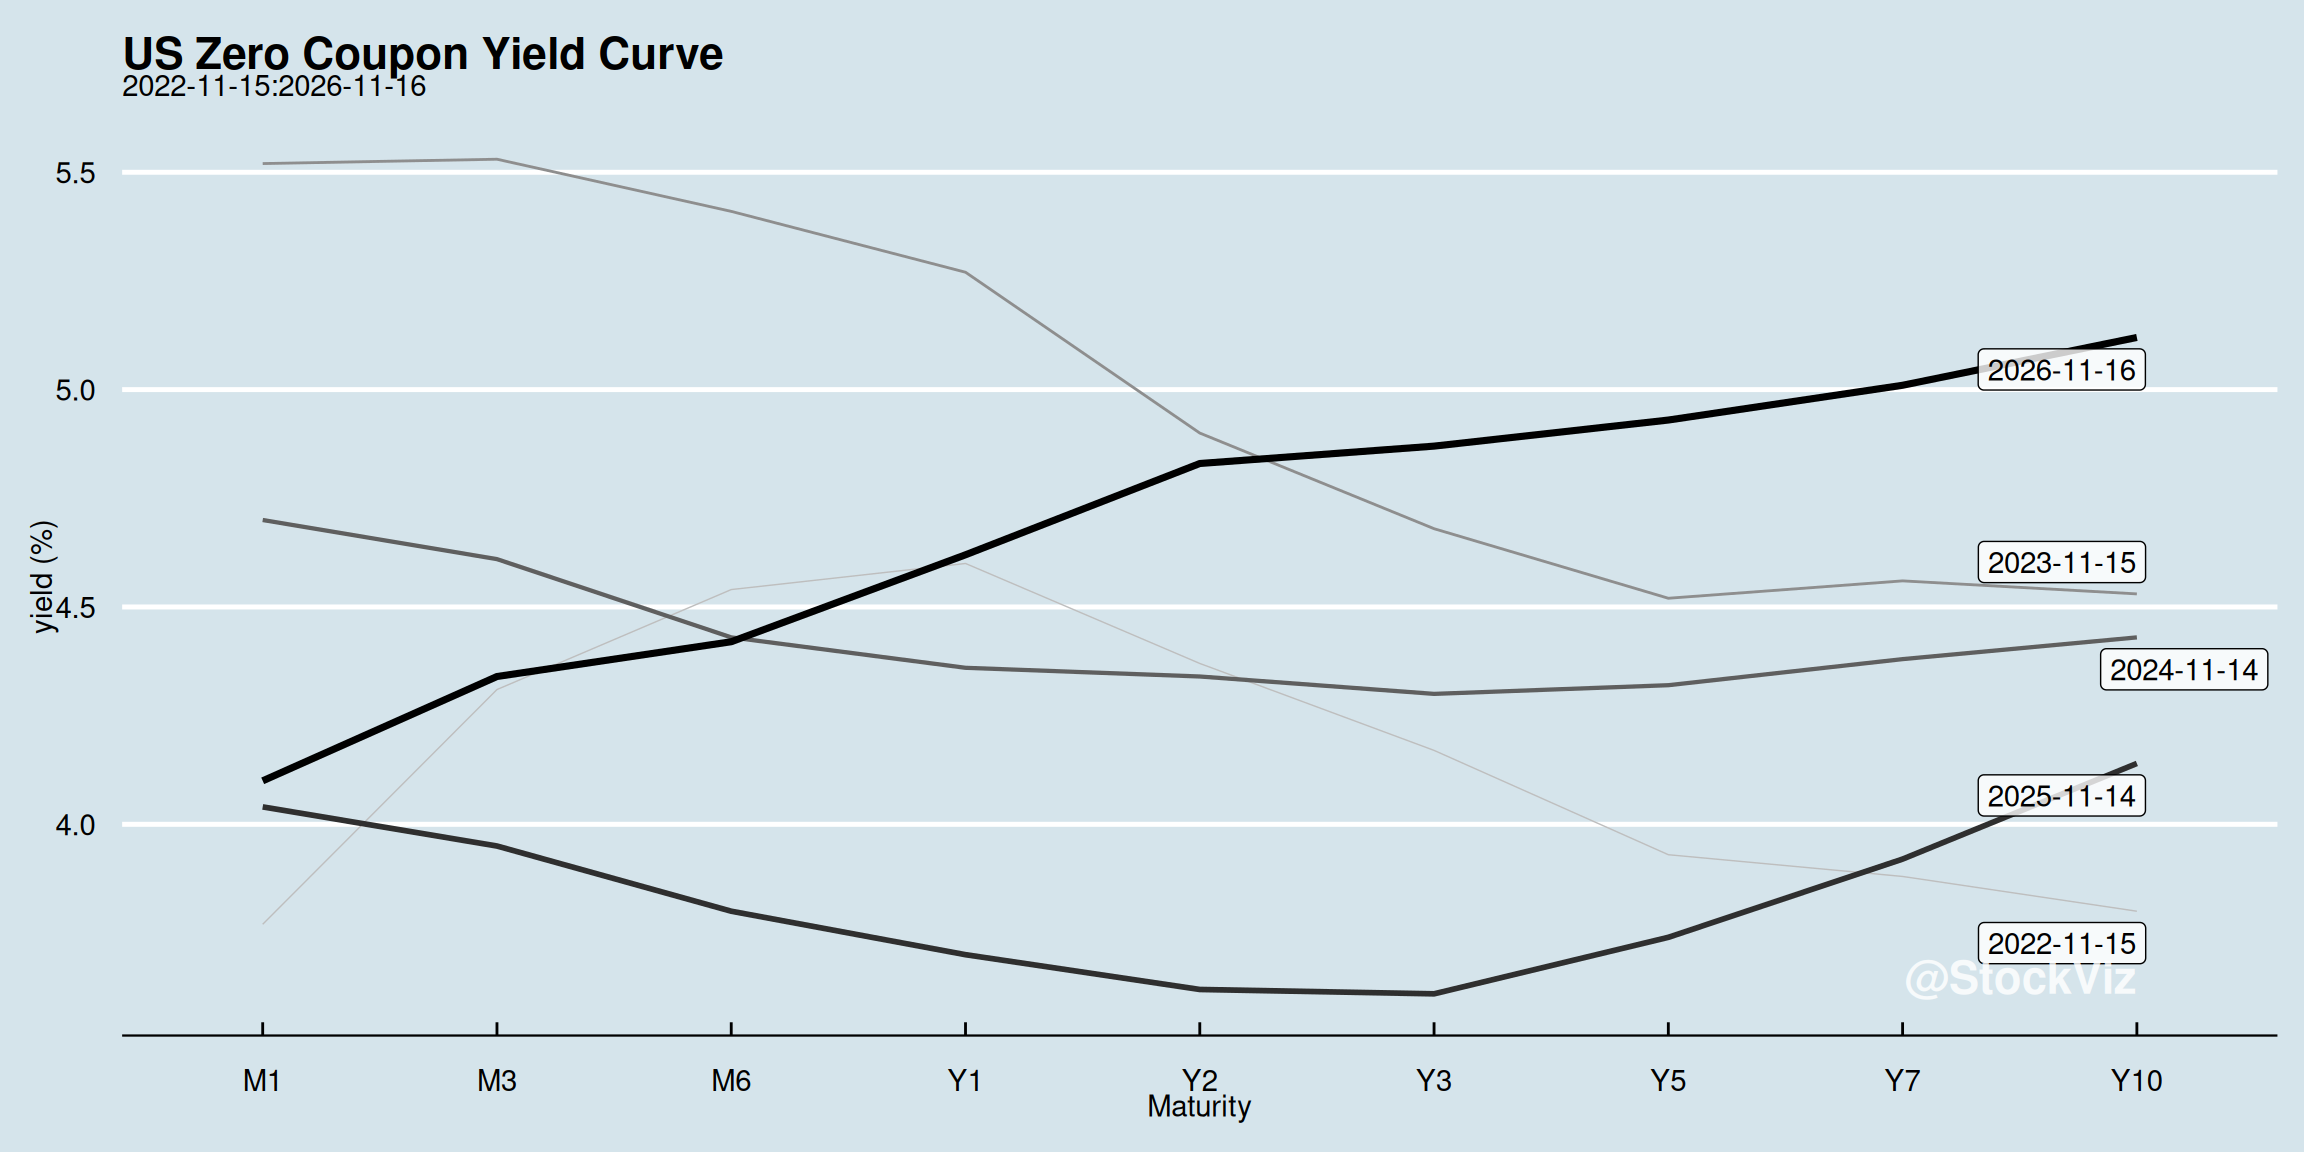 US Zero Coupon Yield Curve
2022-11-15:2026-11-16
yield (%)
5.5
5.0
4.5
4.0
2026-11-16
2023-11-15
2024-11-14
2025-11-14
2022-11-15
@StockViz
M1 M3 M6 Y1 Y2 Y3 Y5 Y7 Y10
Maturity